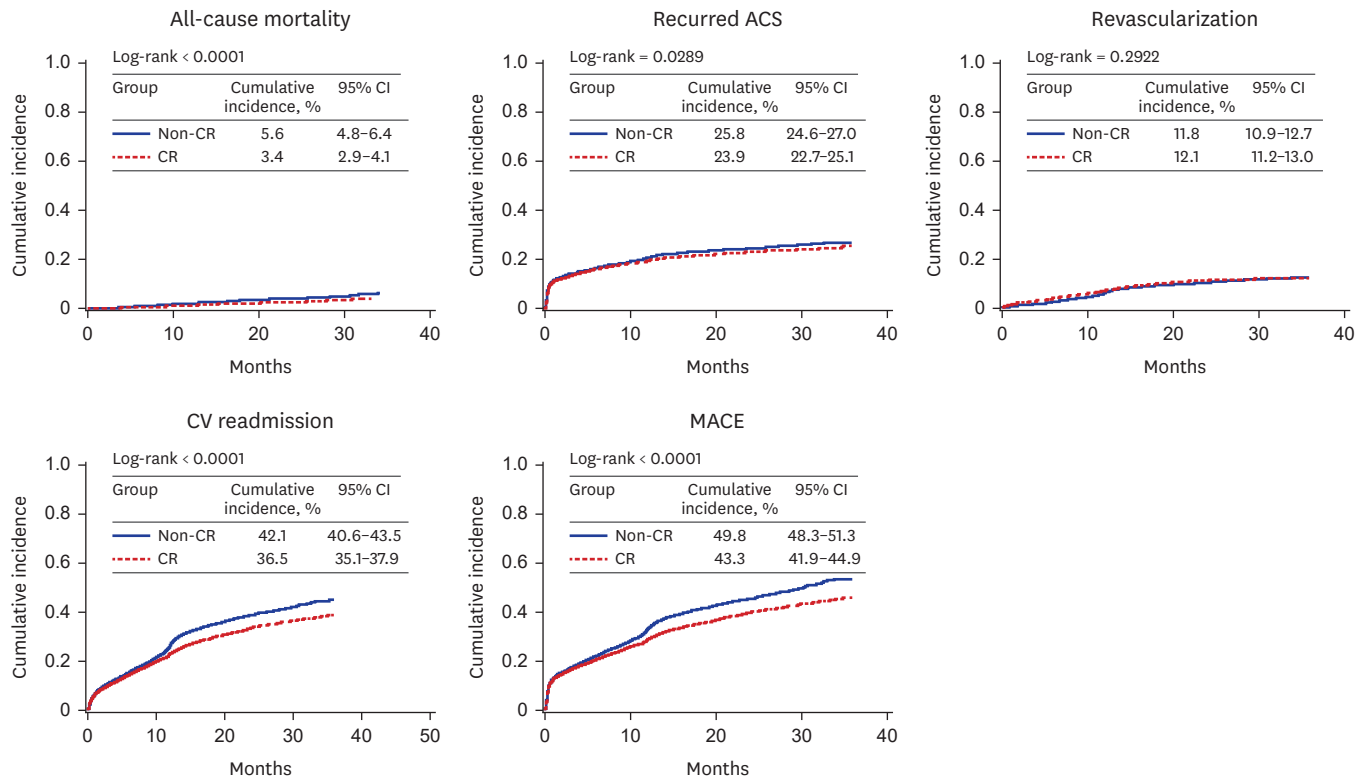 All-cause mortality
Log-rank < 0.0001
Group Cumulative incidence, % 95% CI
Non-CR 5.6 4.8–6.4
CR 3.4 2.9–4.1
Cumulative incidence
1.0
0.8
0.6
0.4
0.2
0
0 10 20 30 40
Months
Recurred ACS
Log-rank = 0.0289
Group Cumulative incidence, % 95% CI
Non-CR 25.8 24.6–27.0
CR 23.9 22.7–25.1
Cumulative incidence
1.0
0.8
0.6
0.4
0.2
0
0 10 20 30 40
Months
Revascularization
Log-rank = 0.2922
Group Cumulative incidence, % 95% CI
Non-CR 11.8 10.9–12.7
CR 12.1 11.2–13.0
Cumulative incidence
1.0
0.8
0.6
0.4
0.2
0
0 10 20 30 40
Months
CV readmission
Log-rank < 0.0001
Group Cumulative incidence, % 95% CI
Non-CR 42.1 40.6–43.5
CR 36.5 35.1–37.9
Cumulative incidence
1.0
0.8
0.6
0.4
0.2
0
0 10 20 30 40 50
Months
MACE
Log-rank < 0.0001
Group Cumulative incidence, % 95% CI
Non-CR 49.8 48.3–51.3
CR 43.3 41.9–44.9
Cumulative incidence
1.0
0.8
0.6
0.4
0.2
0
0 10 20 30 40
Months